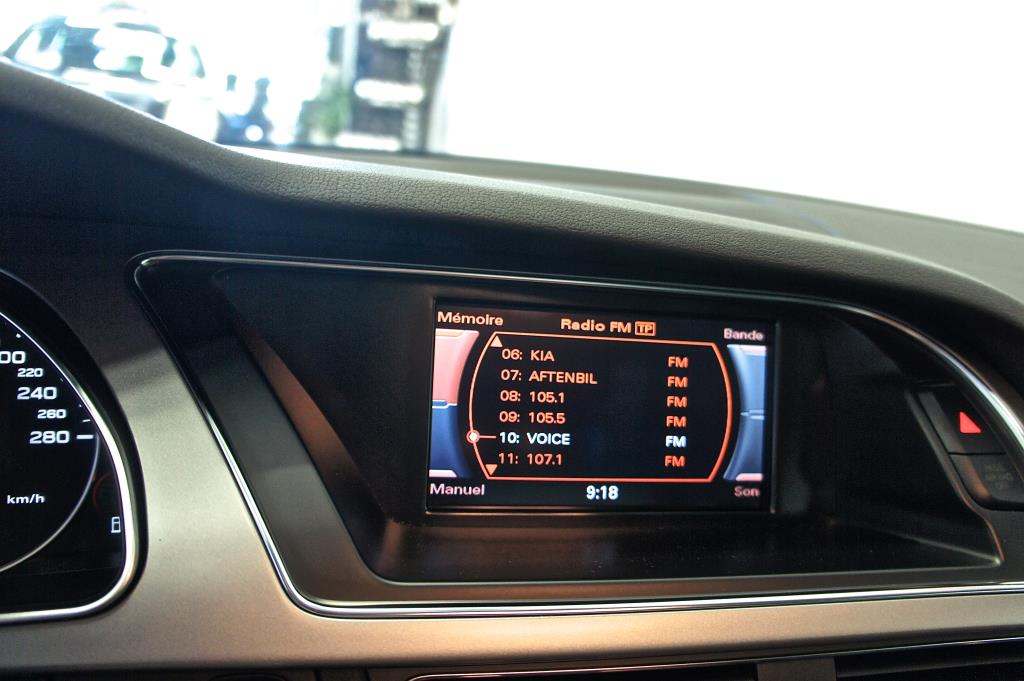 Mémoire Radio FM TP Bande
06: KIA FM
07: AFTENBIL FM
08: 105.1 FM
09: 105.5 FM
10: VOICE FM
11: 107.1 FM
Manuel 9:18 Son
220
240
260
280
km/h